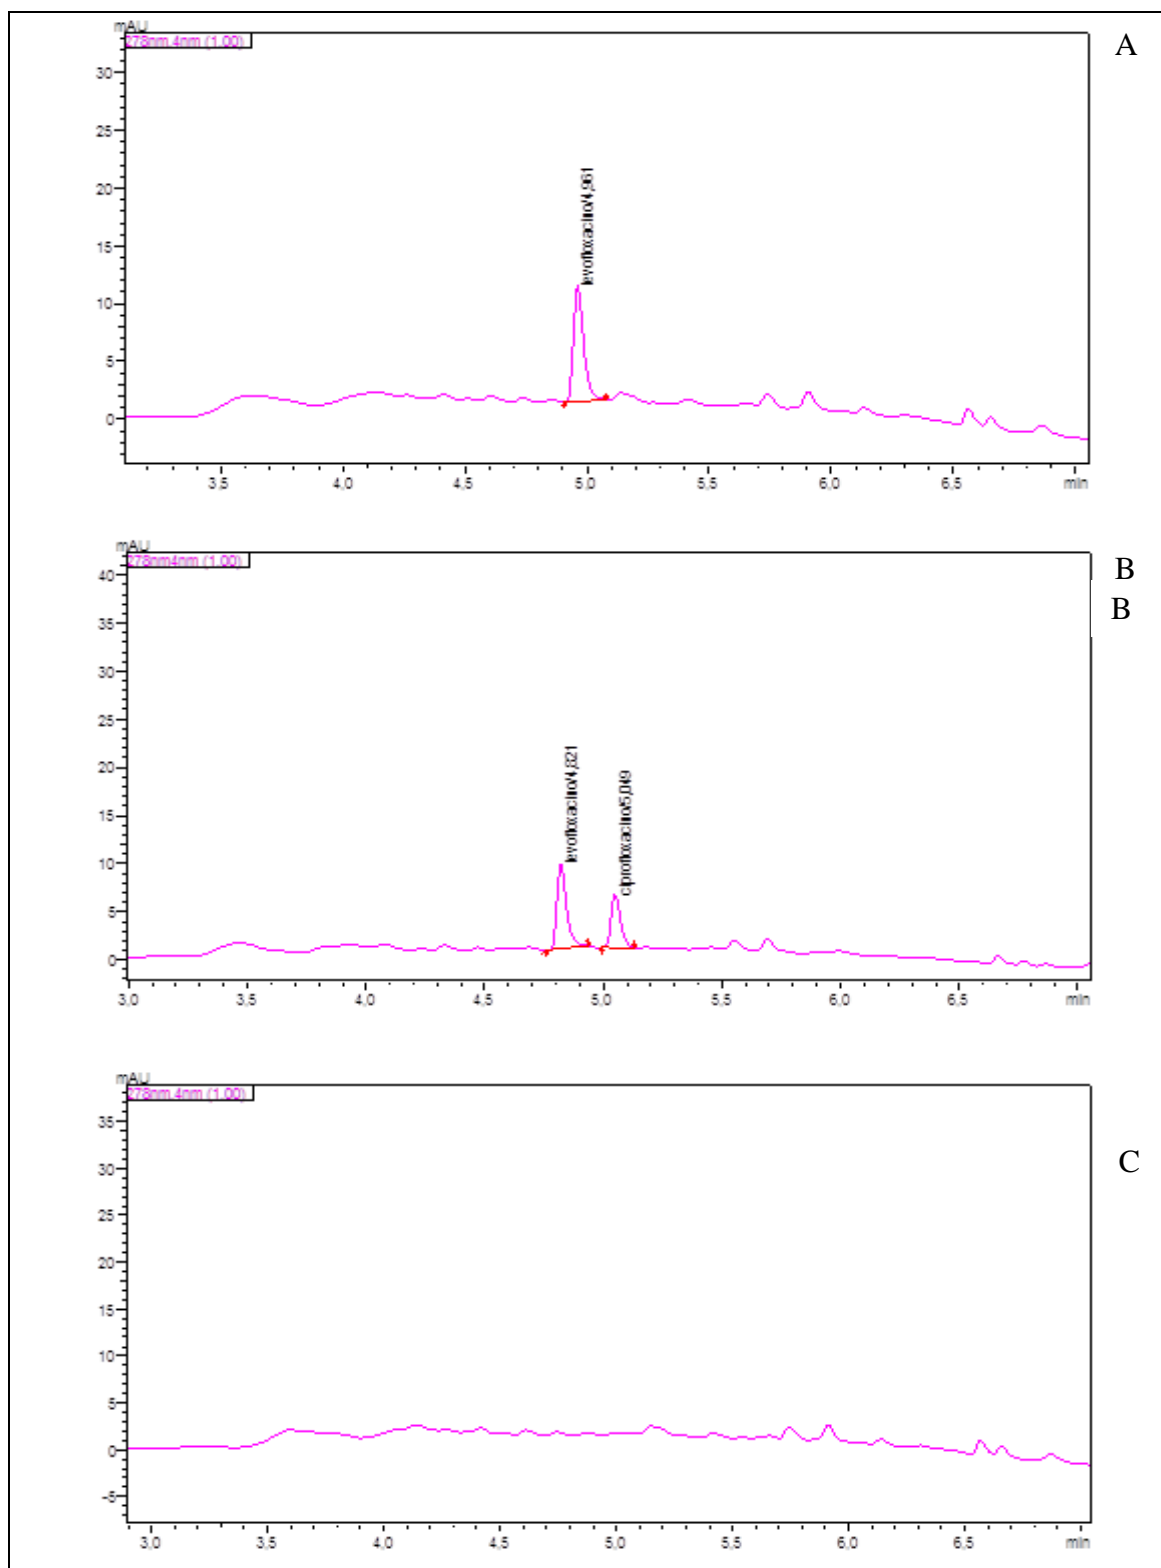 mAU
278nm,4nm (1.00)
A
30
25
20
15
10
5
0
levofloxacino/4,961
3,5 4,0 4,5 5,0 5,5 6,0 6,5 min
mAU
278nm4nm (1.00)
B
B
40
35
30
25
20
15
10
5
0
levofloxacino/4,821
ciprofloxacino/5,049
3,0 3,5 4,0 4,5 5,0 5,5 6,0 6,5 min
mAU
278nm,4nm (1.00)
C
35
30
25
20
15
10
5
0
-5
3,0 3,5 4,0 4,5 5,0 5,5 6,0 6,5 min